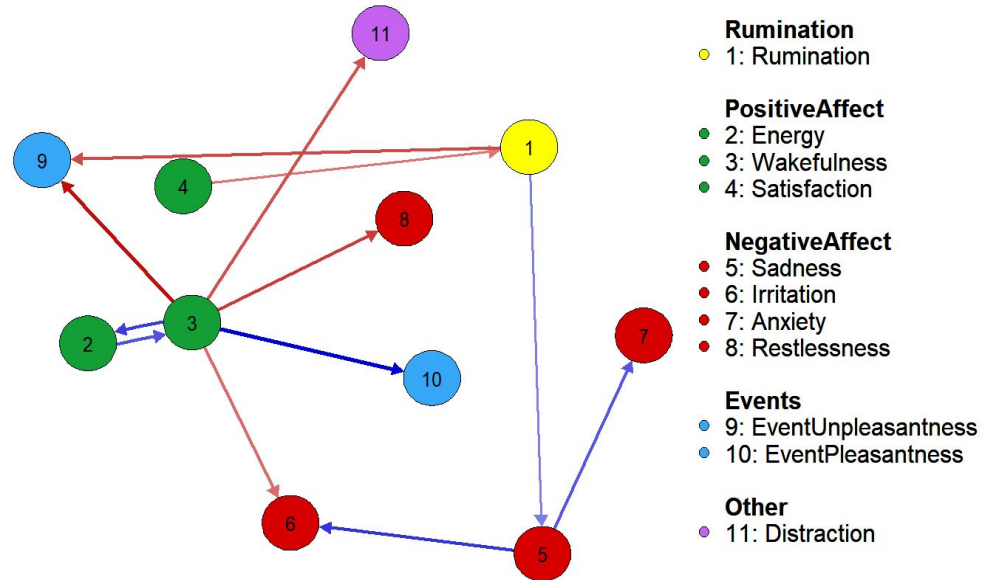 11
1
9
4
8
3
2
7
10
6
5
Rumination
1: Rumination
PositiveAffect
2: Energy
3: Wakefulness
4: Satisfaction
NegativeAffect
5: Sadness
6: Irritation
7: Anxiety
8: Restlessness
Events
9: EventUnpleasantness
10: EventPleasantness
Other
11: Distraction